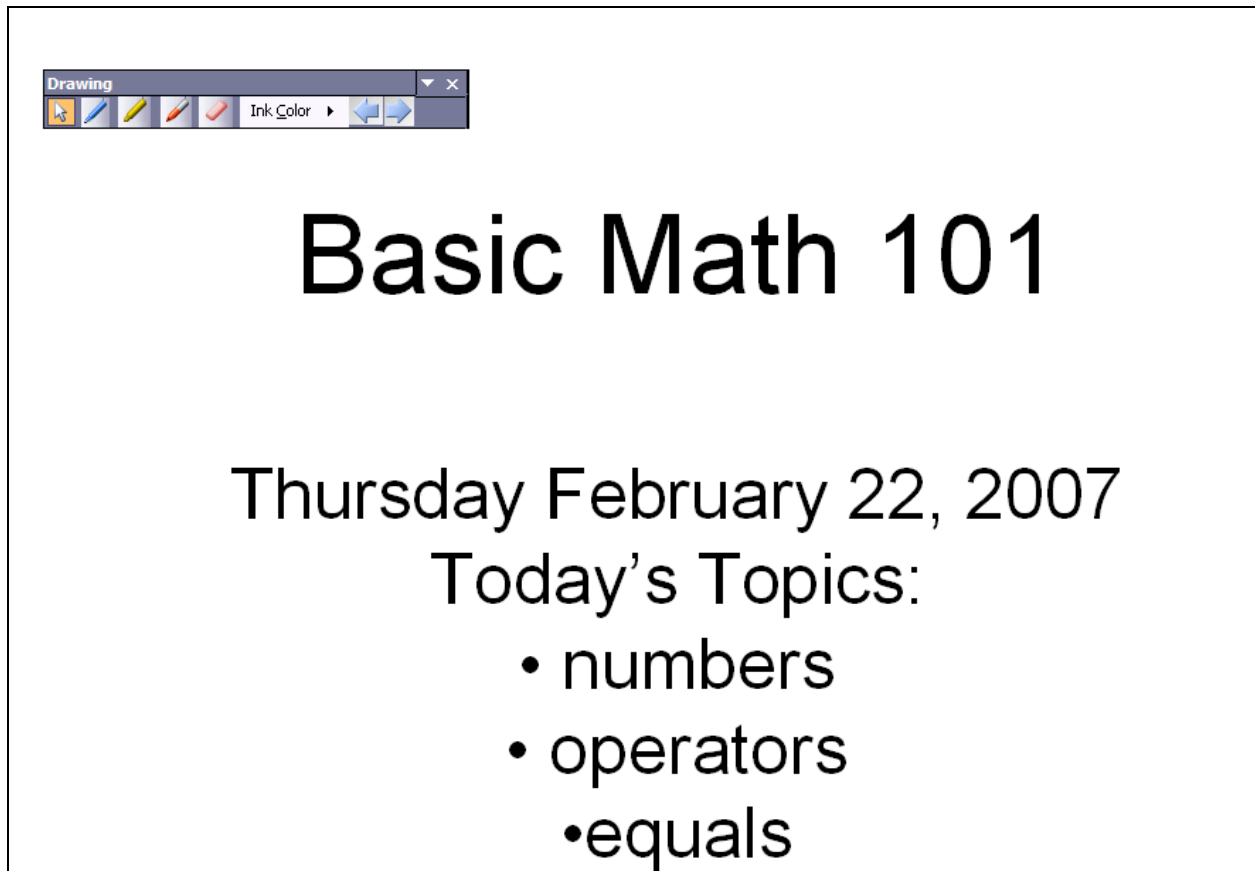 Drawing
Ink Color
Basic Math 101
Thursday February 22, 2007
Today’s Topics:
• numbers
• operators
•equals